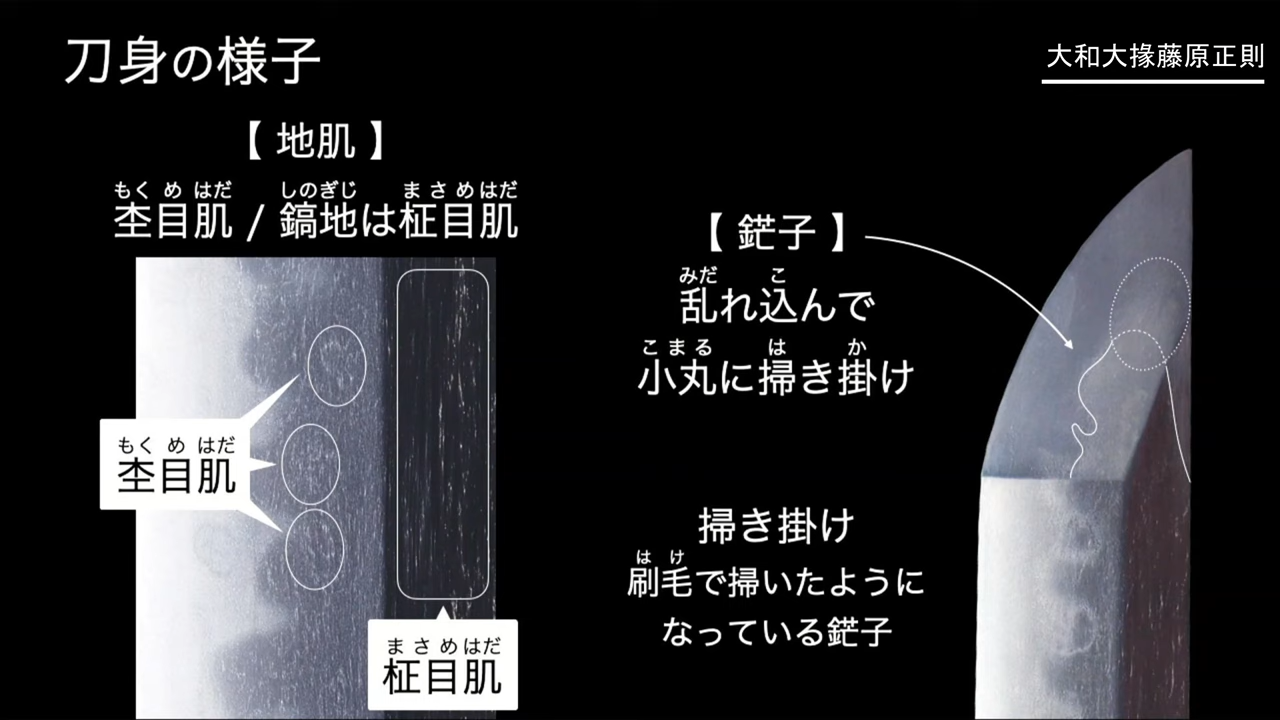 刀身の様子
大和大掾藤原正則
【 地肌 】
もく め はだ しのぎじ ま さ め はだ
杢目肌 / 鎬地は柾目肌
もく め はだ
杢目肌
ま さ め はだ
柾目肌
【 鋩子 】
みだ こ
乱れ込んで
こ ま る は か
小丸に掃き掛け
掃き掛け
は け
刷毛で掃いたように
なっている鋩子